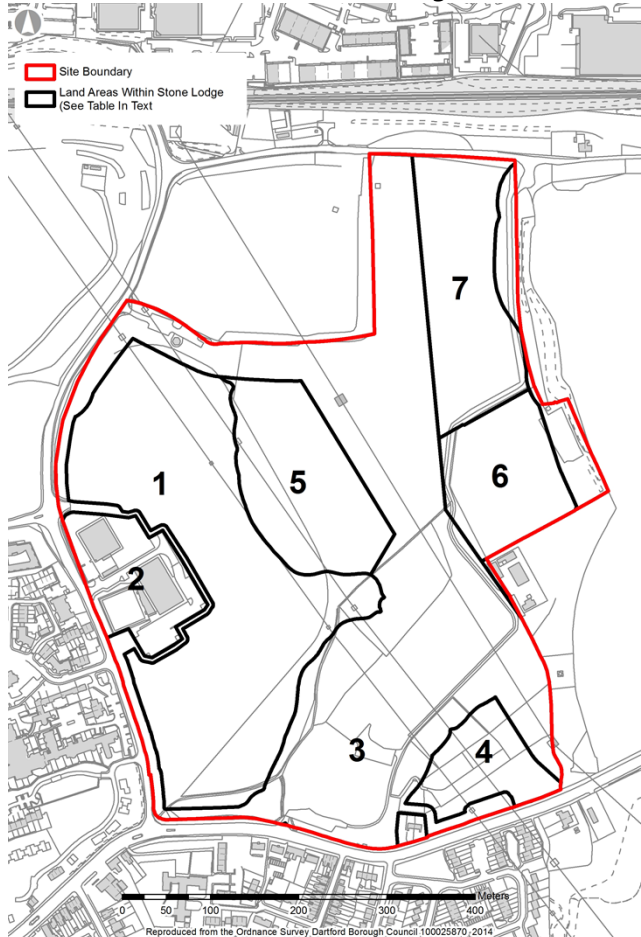 Site Boundary
Land Areas Within Stone Lodge
(See Table In Text
7
6
1
5
2
3
4
Meters
0 50 100 200 300 400
Reproduced from the Ordnance Survey Dartford Borough Council 100025870, 2014